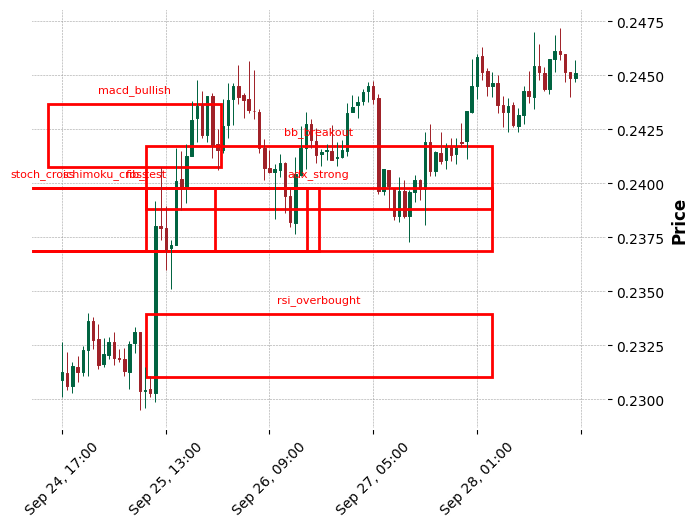 0.2475
macd_bullish
0.2450
0.2425
bb_breakout
stoch_cross
ichimoku_cross
fib_test
adx_strong
0.2400
0.2375
Price
0.2350
rsi_overbought
0.2325
0.2300
Sep 24, 17:00
Sep 25, 13:00
Sep 26, 09:00
Sep 27, 05:00
Sep 28, 01:00